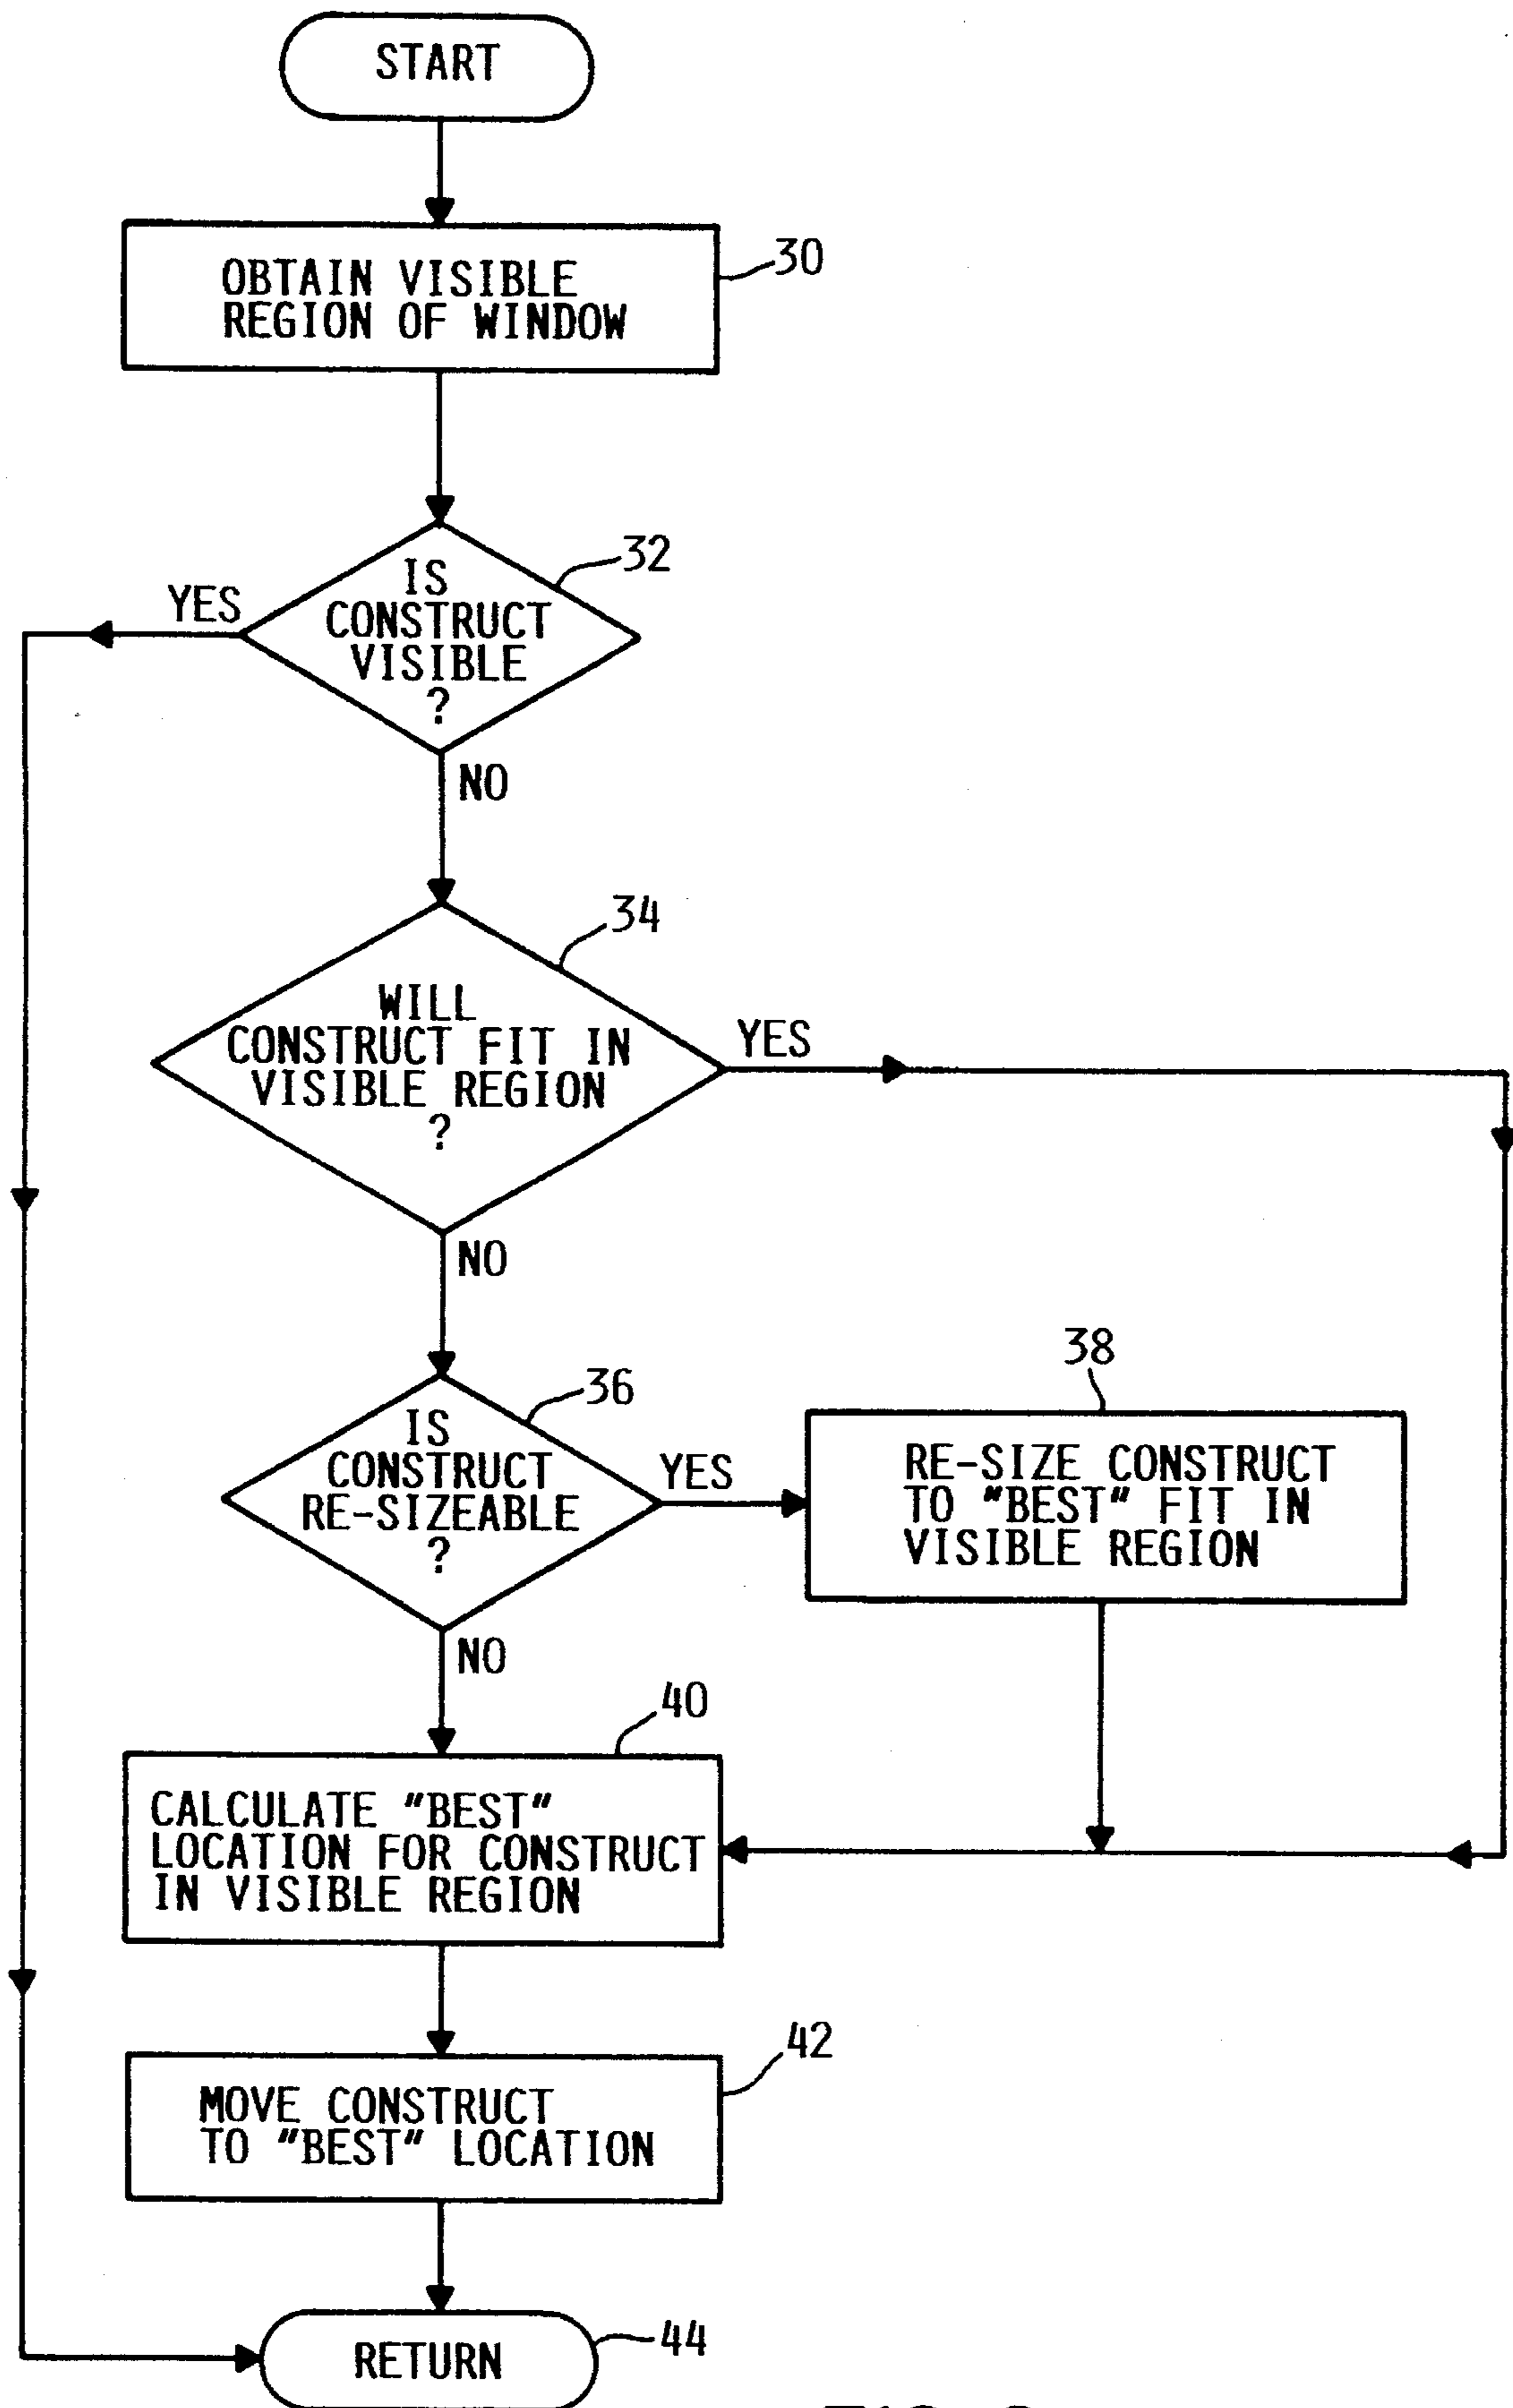 START
OBTAIN VISIBLE
REGION OF WINDOW
30
IS
CONSTRUCT
VISIBLE
?
32
YES
NO
WILL
CONSTRUCT FIT IN
VISIBLE REGION
?
34
YES
NO
IS
CONSTRUCT
RE-SIZEABLE
?
36
YES
NO
38
RE-SIZE CONSTRUCT
TO "BEST" FIT IN
VISIBLE REGION
40
CALCULATE "BEST"
LOCATION FOR CONSTRUCT
IN VISIBLE REGION
42
MOVE CONSTRUCT
TO "BEST" LOCATION
RETURN
44